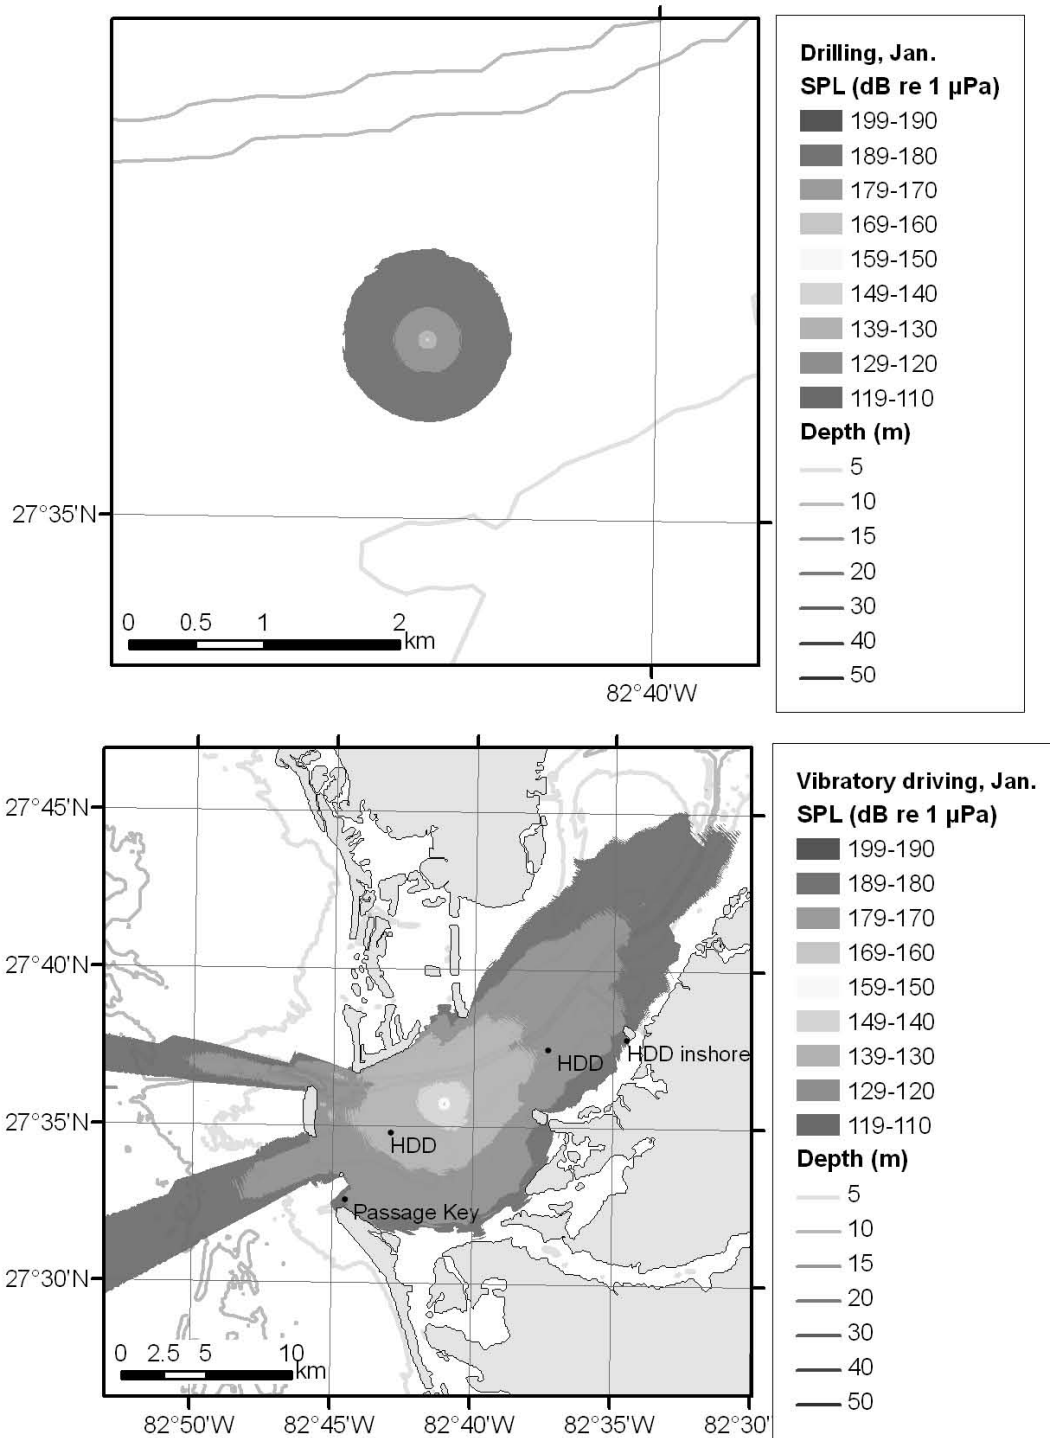 Drilling, Jan.
SPL (dB re 1 µPa)
199-190
189-180
179-170
169-160
159-150
149-140
139-130
129-120
119-110
Depth (m)
5
10
15
20
30
40
50
27°35'N
0 0.5 1 2
km
82°40'W
Vibratory driving, Jan.
SPL (dB re 1 µPa)
199-190
189-180
179-170
169-160
159-150
149-140
139-130
129-120
119-110
Depth (m)
5
10
15
20
30
40
50
27°45'N
27°40'N
27°35'N
27°30'N
HDD inshore
HDD
HDD
Passage Key
0 2.5 5 10
km
82°50'W 82°45'W 82°40'W 82°35'W 82°30'